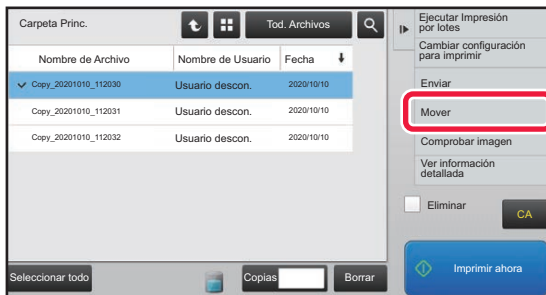 Carpeta Princ.
Tod. Archivos
Nombre de Archivo
Nombre de Usuario
Fecha
Copy_20201010_112030
Usuario descon.
2020/10/10
Copy_20201010_112031
Usuario descon.
2020/10/10
Copy_20201010_112032
Usuario descon.
2020/10/10
Seleccionar todo
Copias
Borrar
Ejecutar Impresión
por lotes
Cambiar configuración
para imprimir
Enviar
Mover
Comprobar imagen
Ver información
detallada
Eliminar
CA
Imprimir ahora